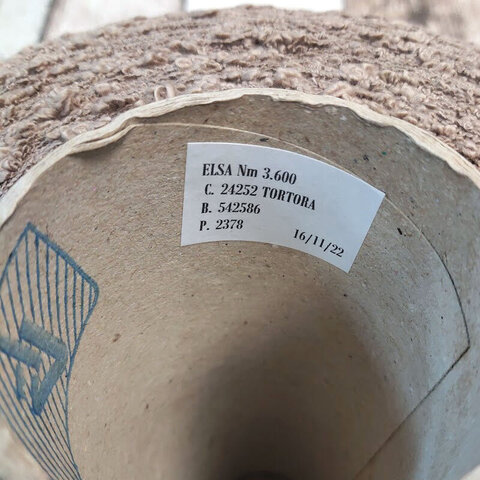 ELSA Nm 3.600
C. 24252 TORTORA
B. 542586
P. 2378
16/11/22